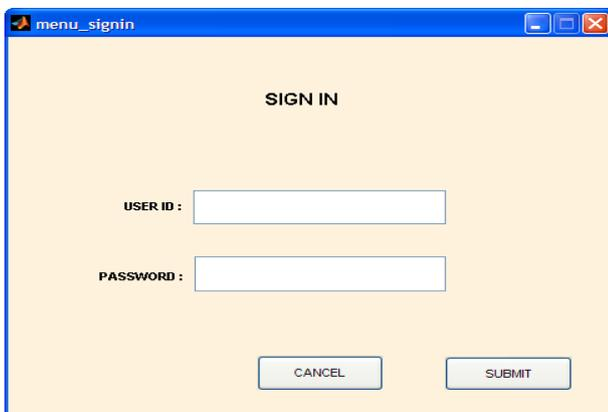 menu_signin
SIGN IN
USER ID :
PASSWORD :
CANCEL SUBMIT